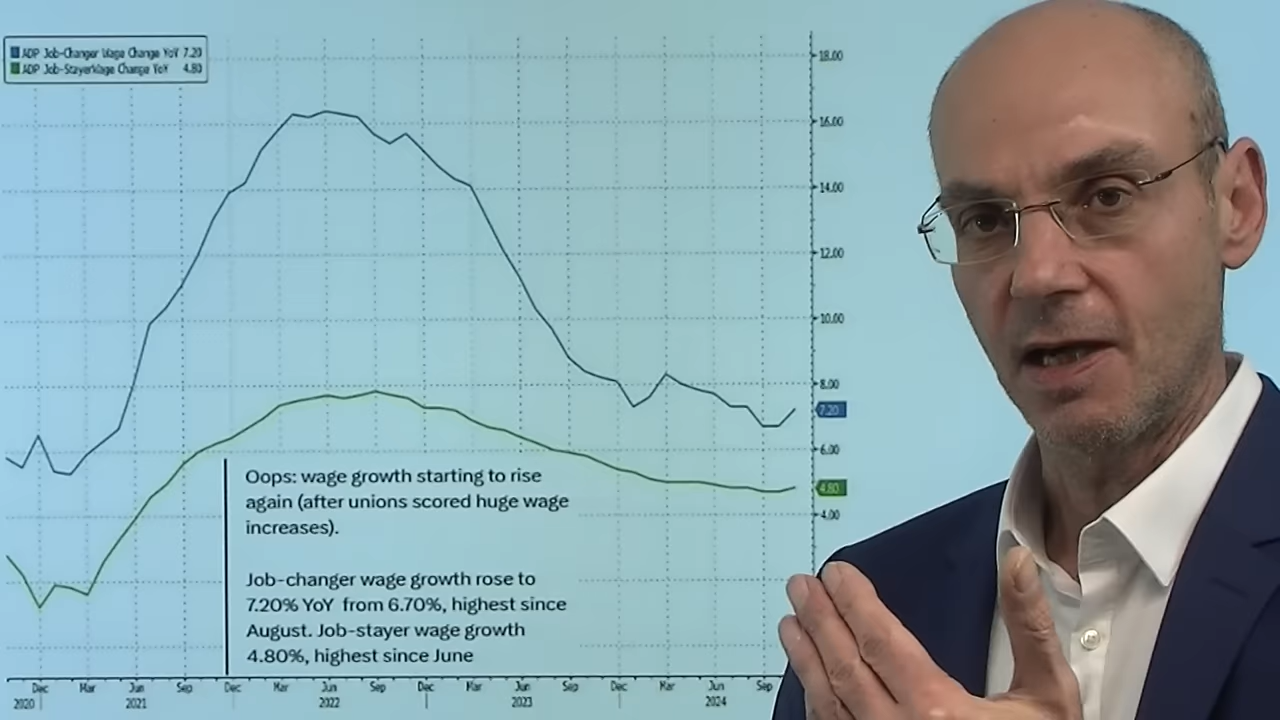 ADP Job-Changer Wage Change YoY 7.20
ADP Job-StayerWage Change YoY 4.80
18.00
16.00
14.00
12.00
10.00
8.00
7.20
6.00
4.80
4.00
Oops: wage growth starting to rise
again (after unions scored huge wage
increases).
Job-changer wage growth rose to
7.20% YoY from 6.70%, highest since
August. Job-stayer wage growth
4.80%, highest since June
Dec Mar Jun Sep Dec Mar Jun Sep Dec Mar Jun Sep Dec Mar Jun Sep
2020 2021 2022 2023 2024